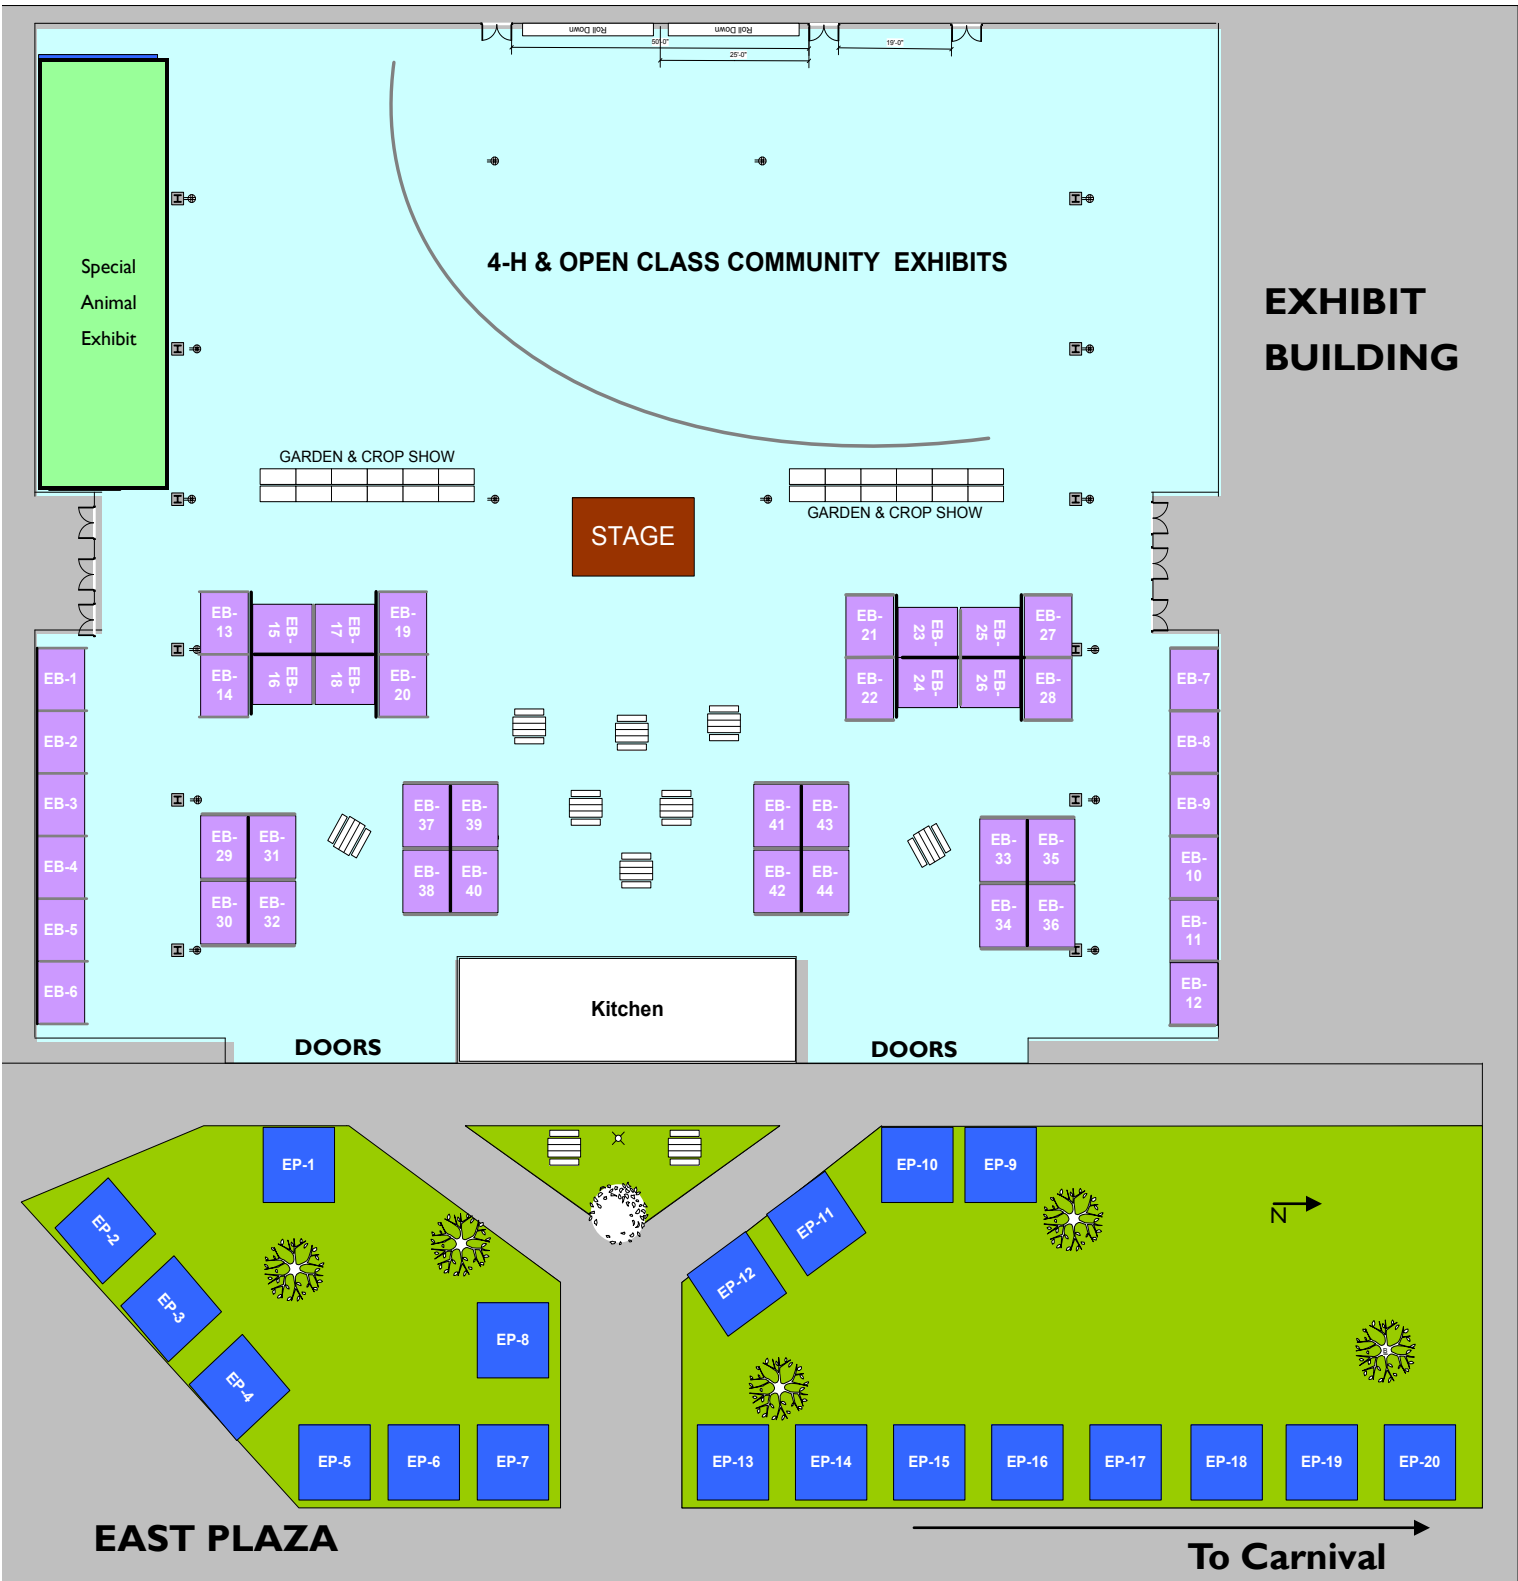 Roll Down
Roll Down
50'-0"
25'-0"
19'-0"
Special
Animal
Exhibit
4-H & OPEN CLASS COMMUNITY EXHIBITS
EXHIBIT
BUILDING
GARDEN & CROP SHOW
GARDEN & CROP SHOW
STAGE
EB-
13
EB-
15
EB-
17
EB-
19
EB-
14
EB-
16
EB-
18
EB-
20
EB-
21
EB-
23
EB-
25
EB-
27
EB-
22
EB-
24
EB-
26
EB-
28
EB-1
EB-2
EB-3
EB-4
EB-5
EB-6
EB-7
EB-8
EB-9
EB-
10
EB-
11
EB-
12
EB-
29
EB-
31
EB-
30
EB-
32
EB-
37
EB-
39
EB-
38
EB-
40
EB-
41
EB-
43
EB-
42
EB-
44
EB-
33
EB-
35
EB-
34
EB-
36
Kitchen
DOORS
DOORS
EP-1
EP-2
EP-3
EP-4
EP-5
EP-6
EP-7
EP-8
EP-10
EP-9
EP-11
EP-12
N
EP-13
EP-14
EP-15
EP-16
EP-17
EP-18
EP-19
EP-20
EAST PLAZA
To Carnival